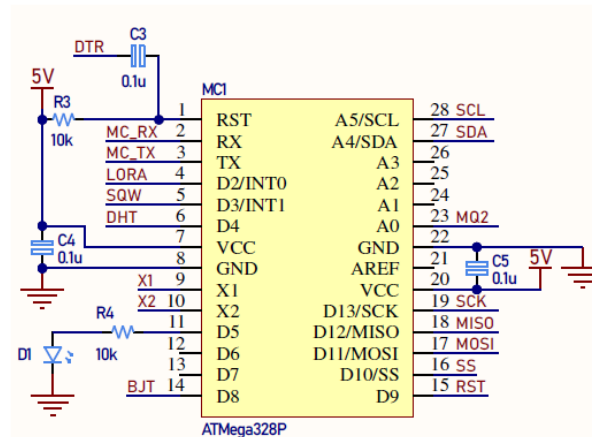 DTR
C3
0.1u
5V
R3
10k
MC1
1 RST A5/SCL 28 SCL
MC_RX 2 RX A4/SDA 27 SDA
MC_TX 3 TX A3 26
LORA 4 D2/INT0 A2 25
SQW 5 D3/INT1 A1 24
DHT 6 D4 A0 23 MQ2
7 VCC GND 22
C4
0.1u
8 GND AREF 21
C5
0.1u
5V
X1 9 X1 VCC 20
X2 10 X2 D13/SCK 19 SCK
R4
10k
11 D5 D12/MISO 18 MISO
D1
12 D6 D11/MOSI 17 MOSI
13 D7 D10/SS 16 SS
BJT 14 D8 D9 15 RST
ATMega328P